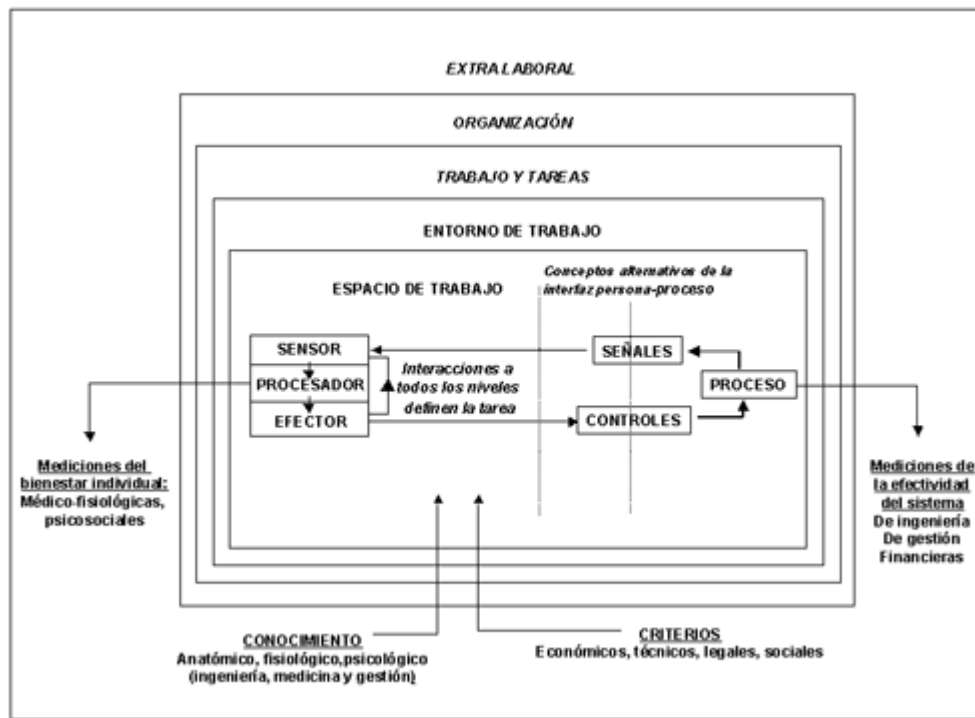 EXTRA LABORAL
ORGANIZACIÓN
TRABAJO Y TAREAS
ENTORNO DE TRABAJO
ESPACIO DE TRABAJO
Conceptos alternativos de la
interfaz persona-proceso
SENSOR
PROCESADOR
EFECTOR
Interacciones a
todos los niveles
definen la tarea
SEÑALES
PROCESO
CONTROLES
Mediciones del
bienestar individual:
Médico-fisiológicas,
psicosociales
Mediciones de
la efectividad
del sistema
De ingeniería
De gestión
Financieras
CONOCIMIENTO
Anatómico, fisiológico,psicológico
(ingeniería, medicina y gestión)
CRITERIOS
Económicos, técnicos, legales, sociales